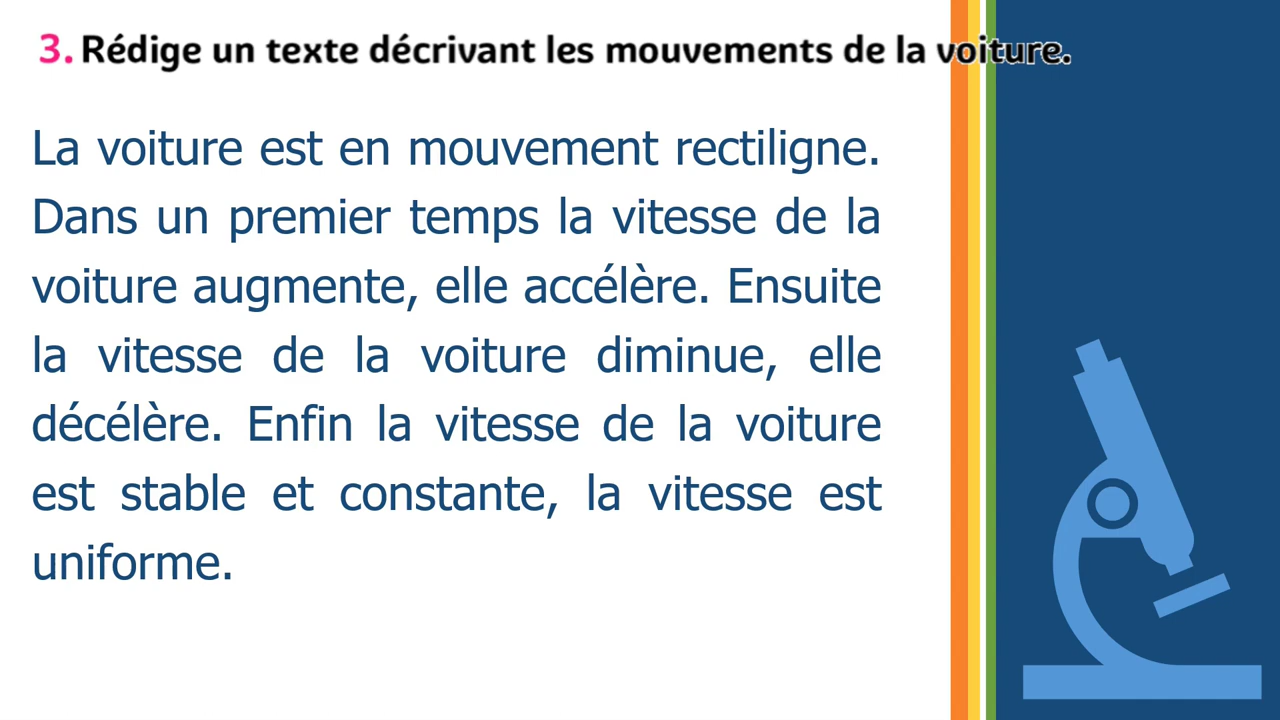 3. Rédige un texte décrivant les mouvements de la voiture.
La voiture est en mouvement rectiligne.
Dans un premier temps la vitesse de la
voiture augmente, elle accélère. Ensuite
la vitesse de la voiture diminue, elle
décélère. Enfin la vitesse de la voiture
est stable et constante, la vitesse est
uniforme.